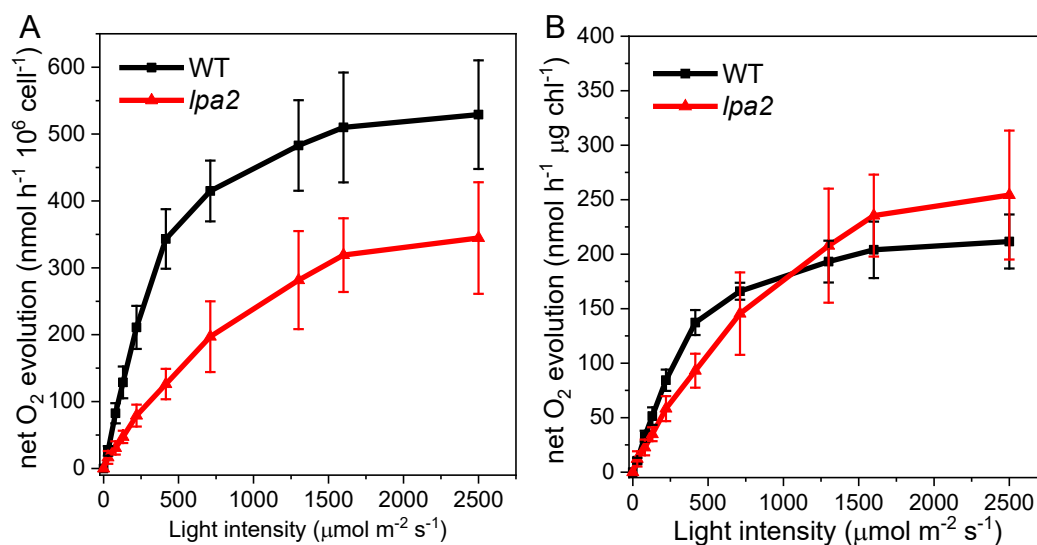 A
WT
lpa2
net O₂ evolution (nmol h⁻¹ 10⁶ cell⁻¹)
600
500
400
300
200
100
0
0 500 1000 1500 2000 2500
Light intensity (μmol m⁻² s⁻¹)
B
WT
lpa2
net O₂ evolution (nmol h⁻¹ μg chl⁻¹)
400
350
300
250
200
150
100
50
0
0 500 1000 1500 2000 2500
Light intensity (μmol m⁻² s⁻¹)